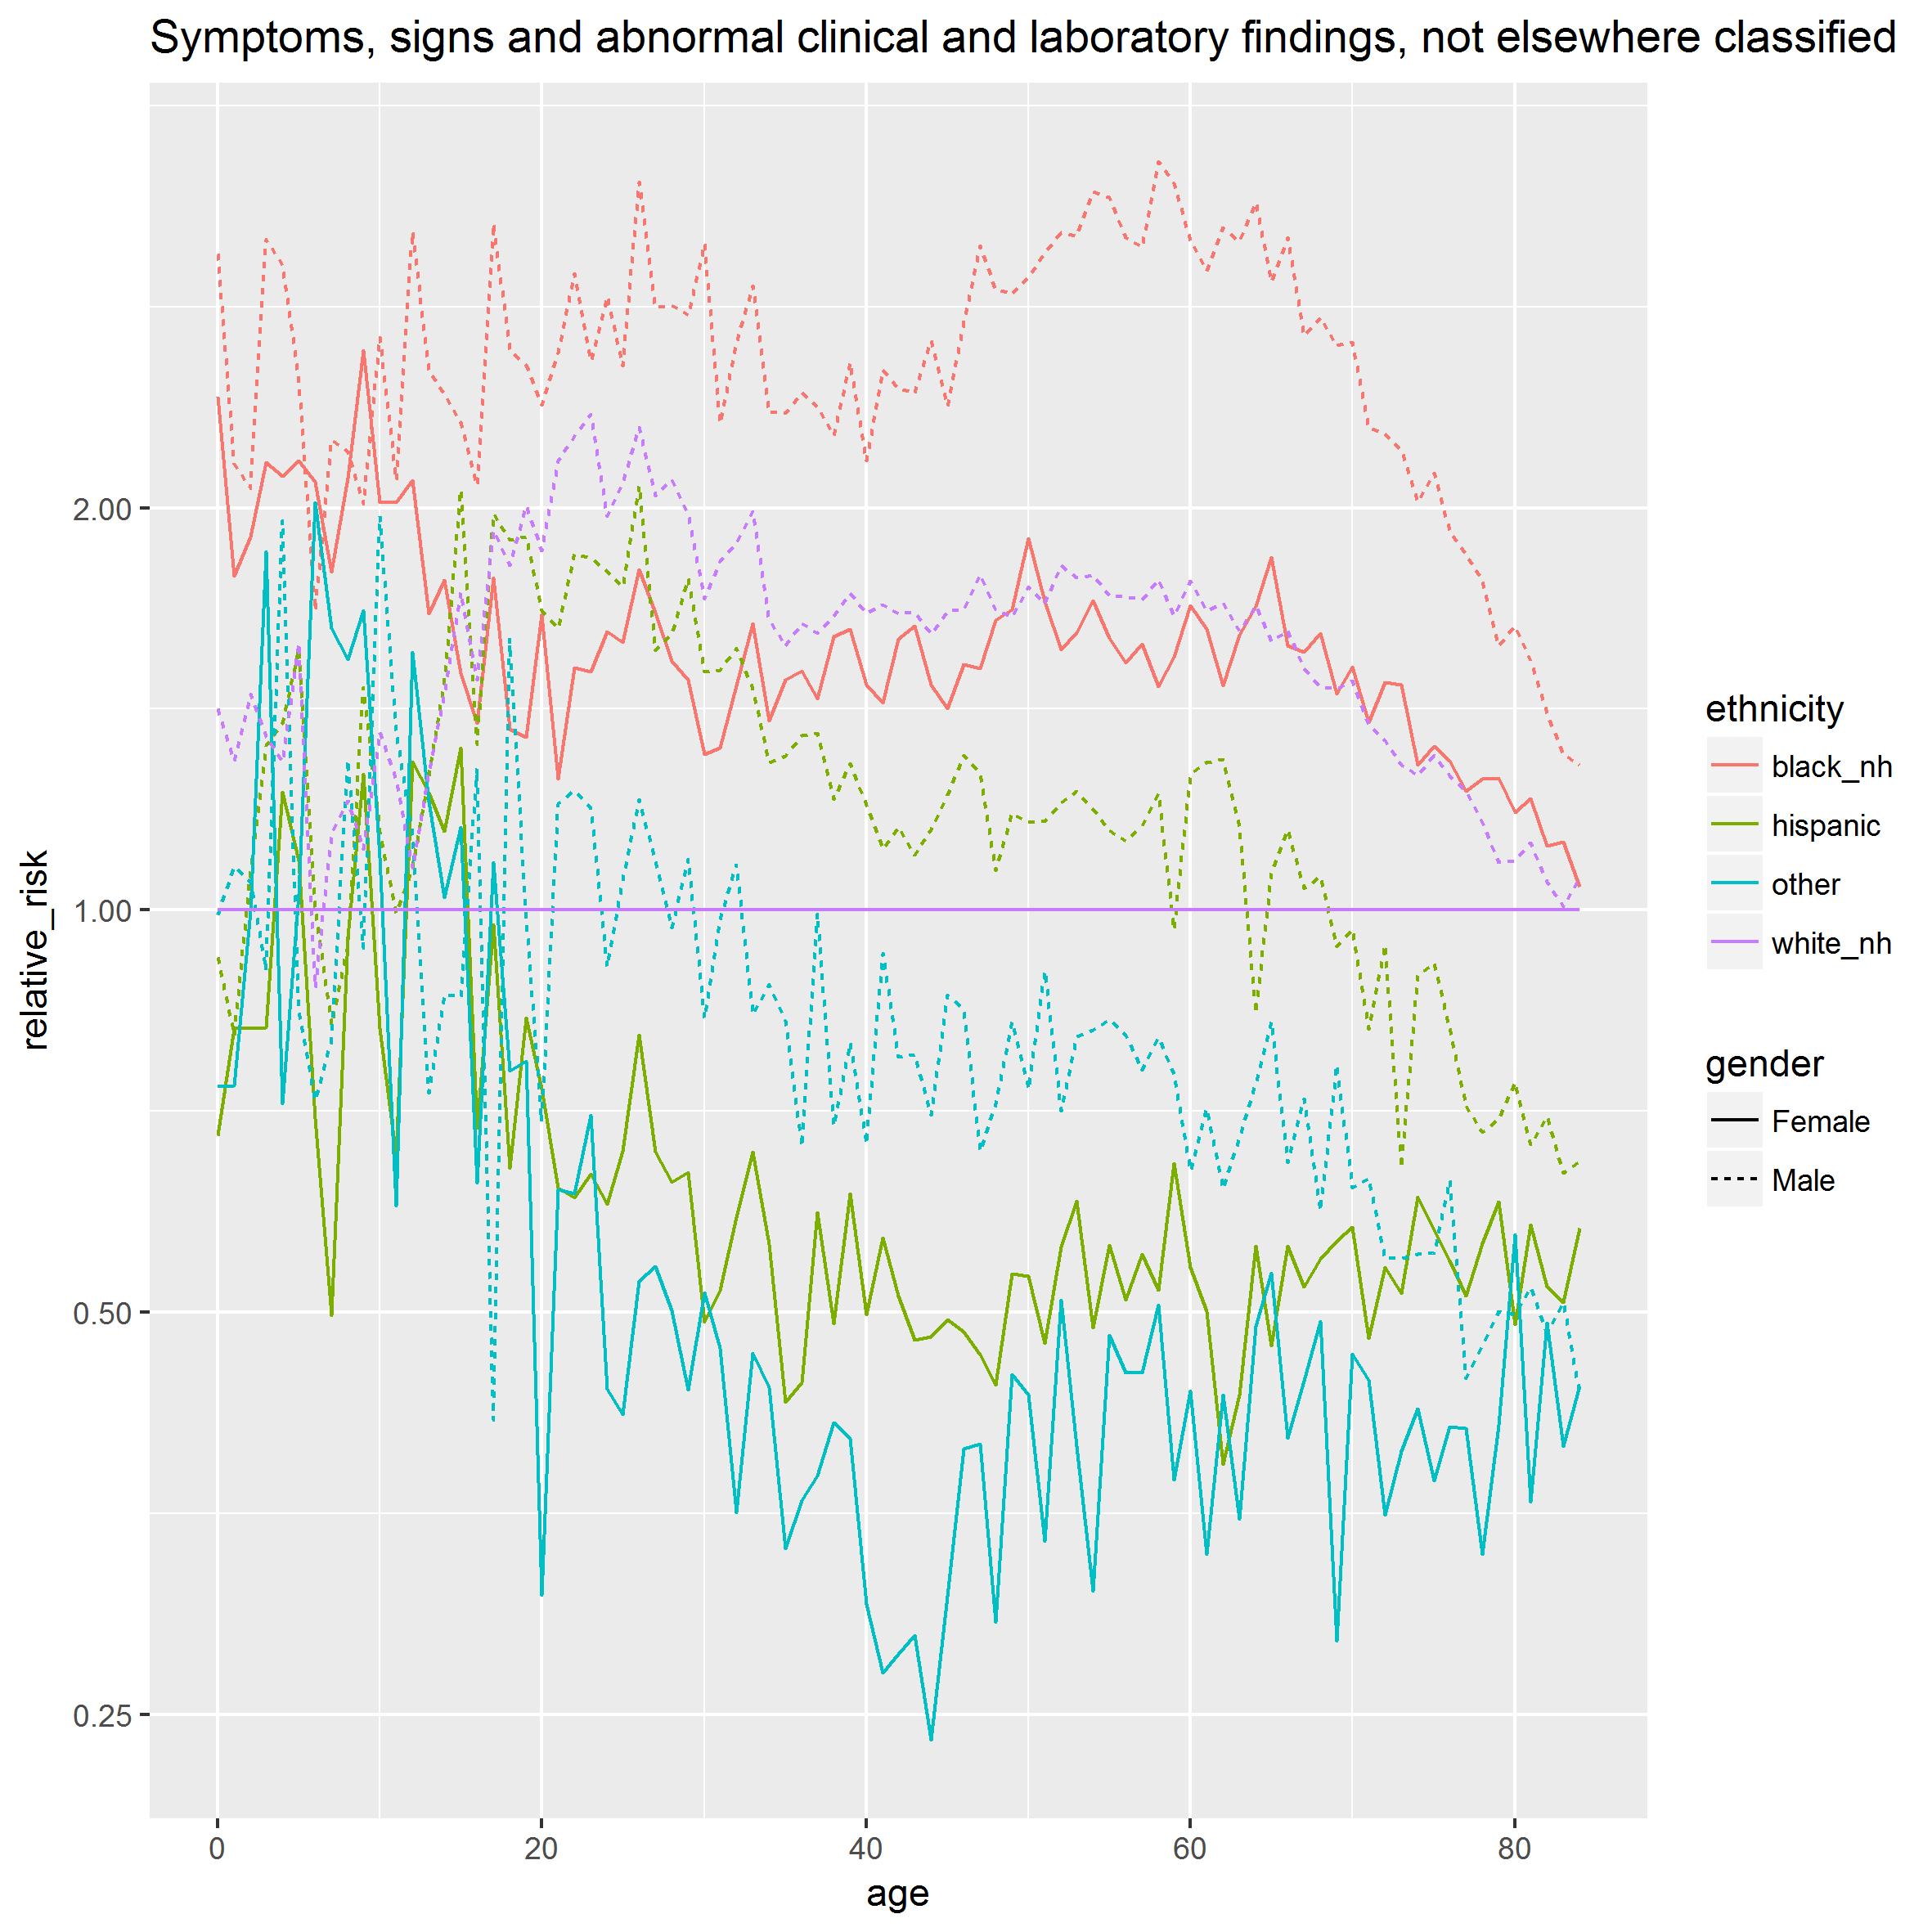 Symptoms, signs and abnormal clinical and laboratory findings, not elsewhere classified
relative_risk
2.00
1.00
0.50
0.25
0 20 40 60 80
age
ethnicity
black_nh
hispanic
other
white_nh
gender
Female
Male